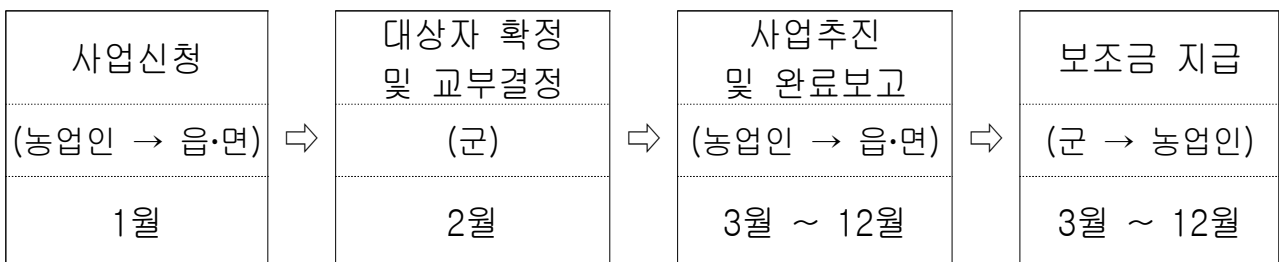 사업신청
(농업인 → 읍·면)
1월
⇨
대상자 확정
및 교부결정
(군)
2월
⇨
사업추진
및 완료보고
(농업인 → 읍·면)
3월 ~ 12월
⇨
보조금 지급
(군 → 농업인)
3월 ~ 12월